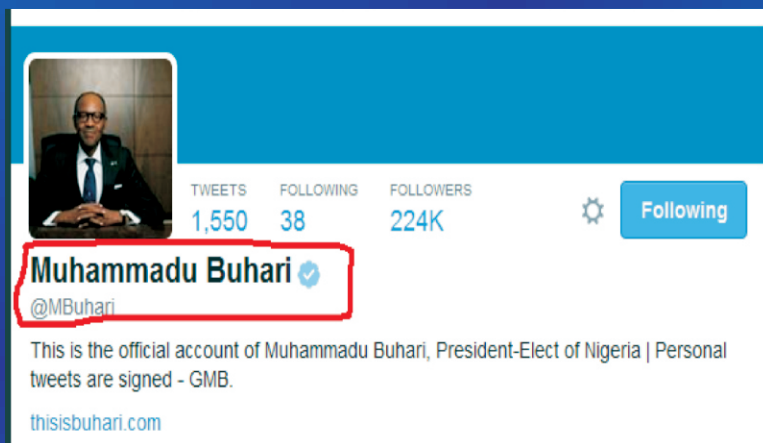 TWEETS FOLLOWING FOLLOWERS
1,550 38 224K
Following
Muhammadu Buhari
@MBuhari
This is the official account of Muhammadu Buhari, President-Elect of Nigeria | Personal
tweets are signed - GMB.
thisisbuhari.com